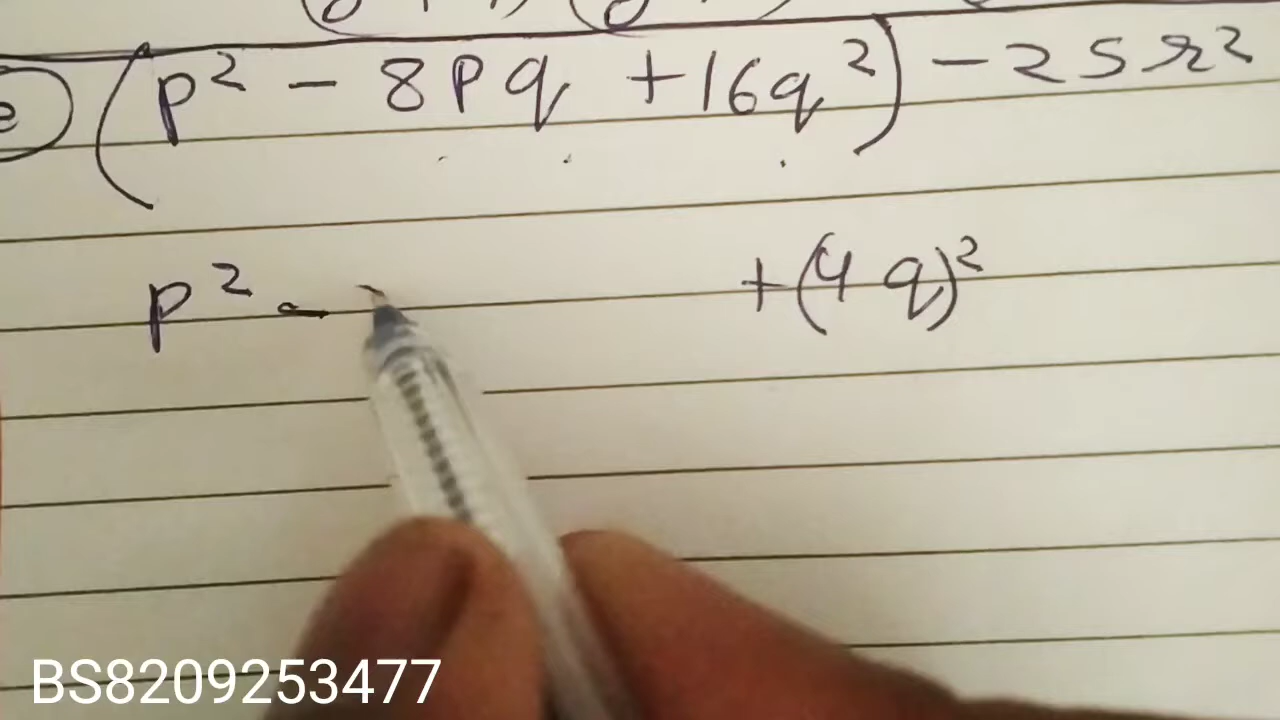 e (p² - 8pq + 16q²) - 25r²
p² - + (4q)²
BS8209253477